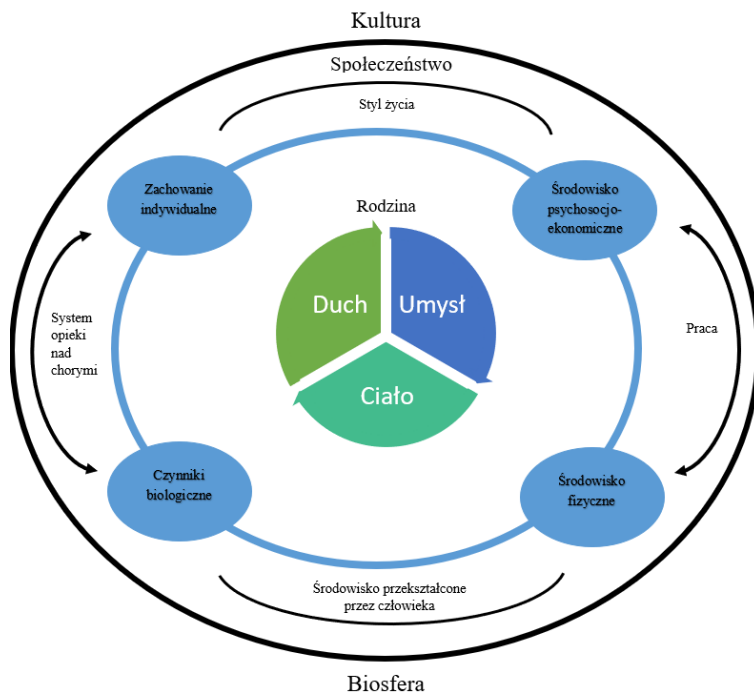 Kultura
Społeczeństwo
Styl życia
Zachowanie
indywidualne
Środowisko
psychosocjo-
ekonomiczne
Rodzina
Duch
Umysł
Ciało
System
opieki
nad
chorymi
Praca
Czynniki
biologiczne
Środowisko
fizyczne
Środowisko przekształcone
przez człowieka
Biosfera